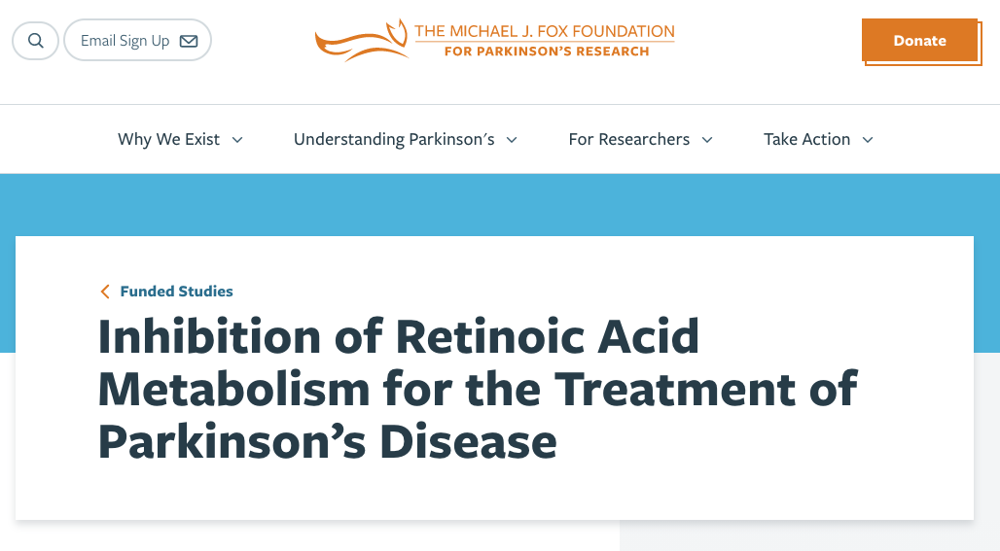 Email Sign Up
THE MICHAEL J. FOX FOUNDATION
FOR PARKINSON'S RESEARCH
Donate
Why We Exist
Understanding Parkinson's
For Researchers
Take Action
Funded Studies
Inhibition of Retinoic Acid
Metabolism for the Treatment of
Parkinson’s Disease